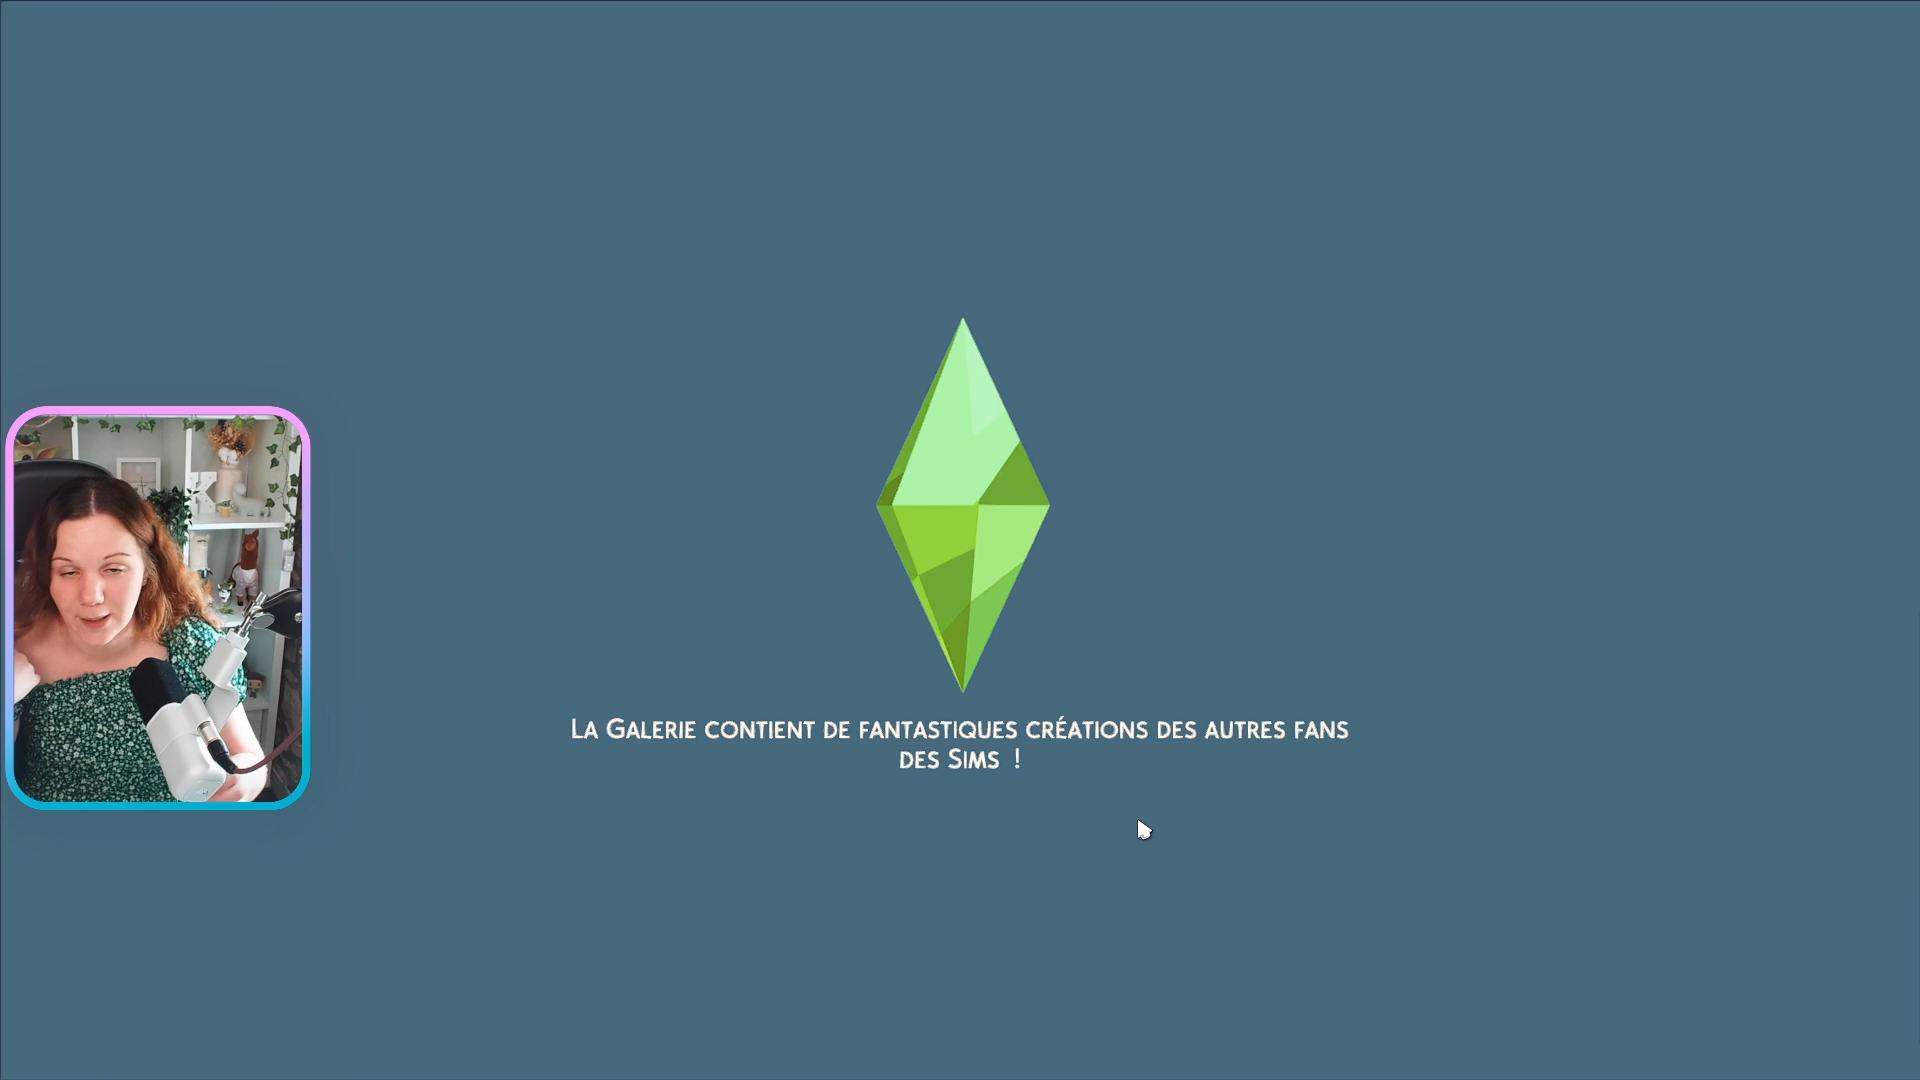 La Galerie contient de fantastiques créations des autres fans
des Sims !
K